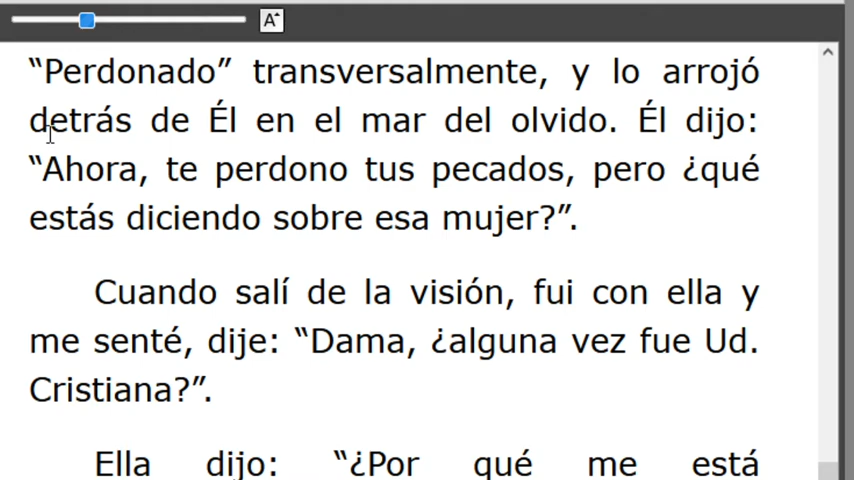 “Perdonado” transversalmente, y lo arrojó
detrás de Él en el mar del olvido. Él dijo:
“Ahora, te perdono tus pecados, pero ¿qué
estás diciendo sobre esa mujer?”.
Cuando salí de la visión, fui con ella y
me senté, dije: “Dama, ¿alguna vez fue Ud.
Cristiana?”.
Ella dijo: “¿Por qué me está